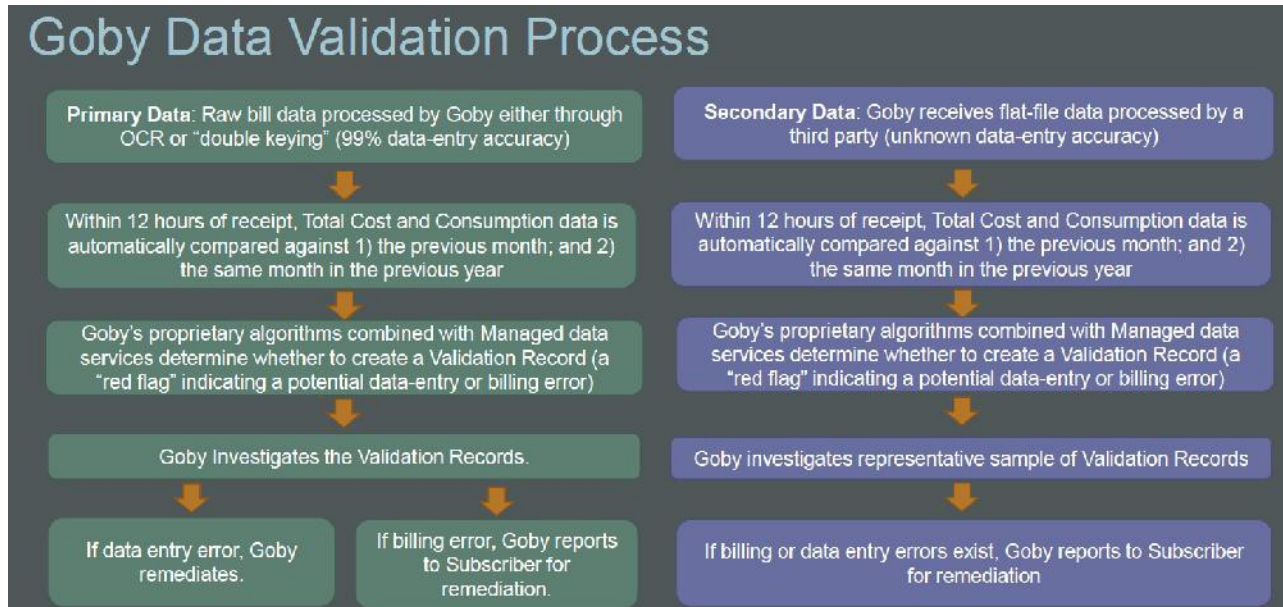 Goby Data Validation Process
Primary Data: Raw bill data processed by Goby either through
OCR or “double keying” (99% data-entry accuracy)
Within 12 hours of receipt, Total Cost and Consumption data is
automatically compared against 1) the previous month; and 2)
the same month in the previous year
Goby’s proprietary algorithms combined with Managed data
services determine whether to create a Validation Record (a
“red flag” indicating a potential data-entry or billing error)
Goby Investigates the Validation Records.
If data entry error, Goby
remediates.
If billing error, Goby reports
to Subscriber for
remediation.
Secondary Data: Goby receives flat-file data processed by a
third party (unknown data-entry accuracy)
Within 12 hours of receipt, Total Cost and Consumption data is
automatically compared against 1) the previous month; and 2)
the same month in the previous year
Goby’s proprietary algorithms combined with Managed data
services determine whether to create a Validation Record (a
“red flag” indicating a potential data-entry or billing error)
Goby investigates representative sample of Validation Records
If billing or data entry errors exist, Goby reports to Subscriber
for remediation